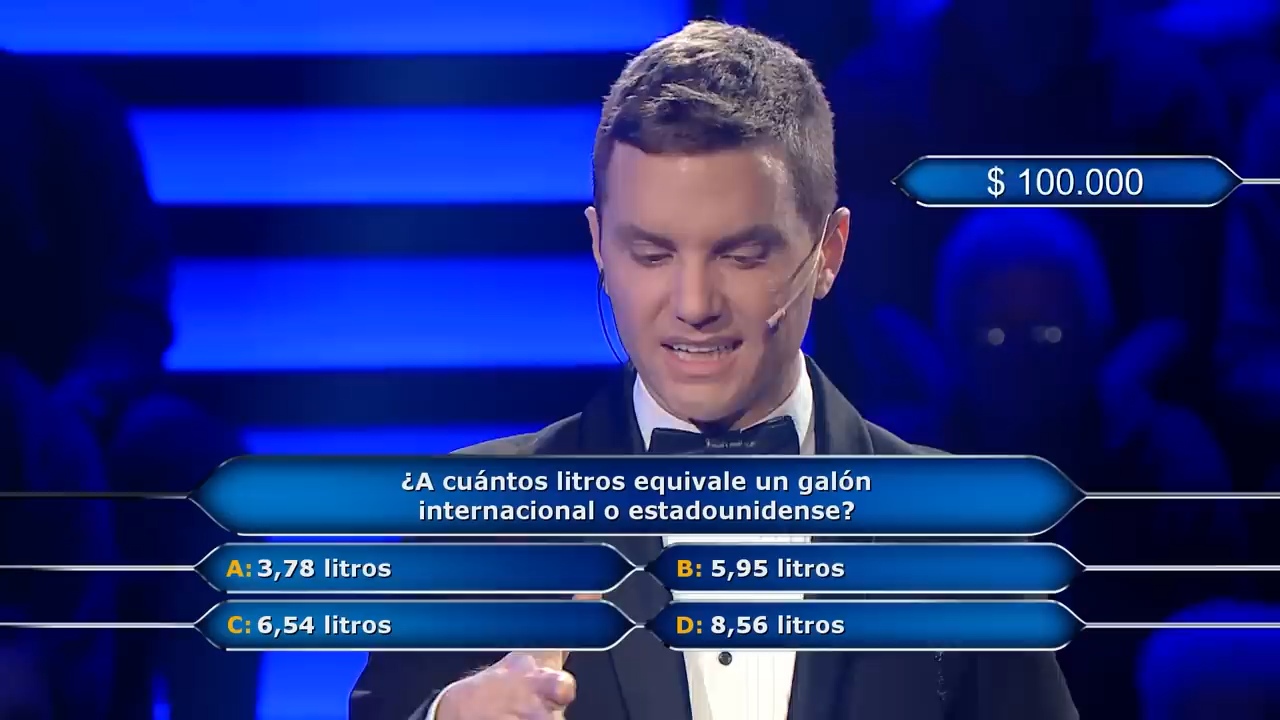 $ 100.000
¿A cuántos litros equivale un galón
internacional o estadounidense?
A: 3,78 litros
B: 5,95 litros
C: 6,54 litros
D: 8,56 litros